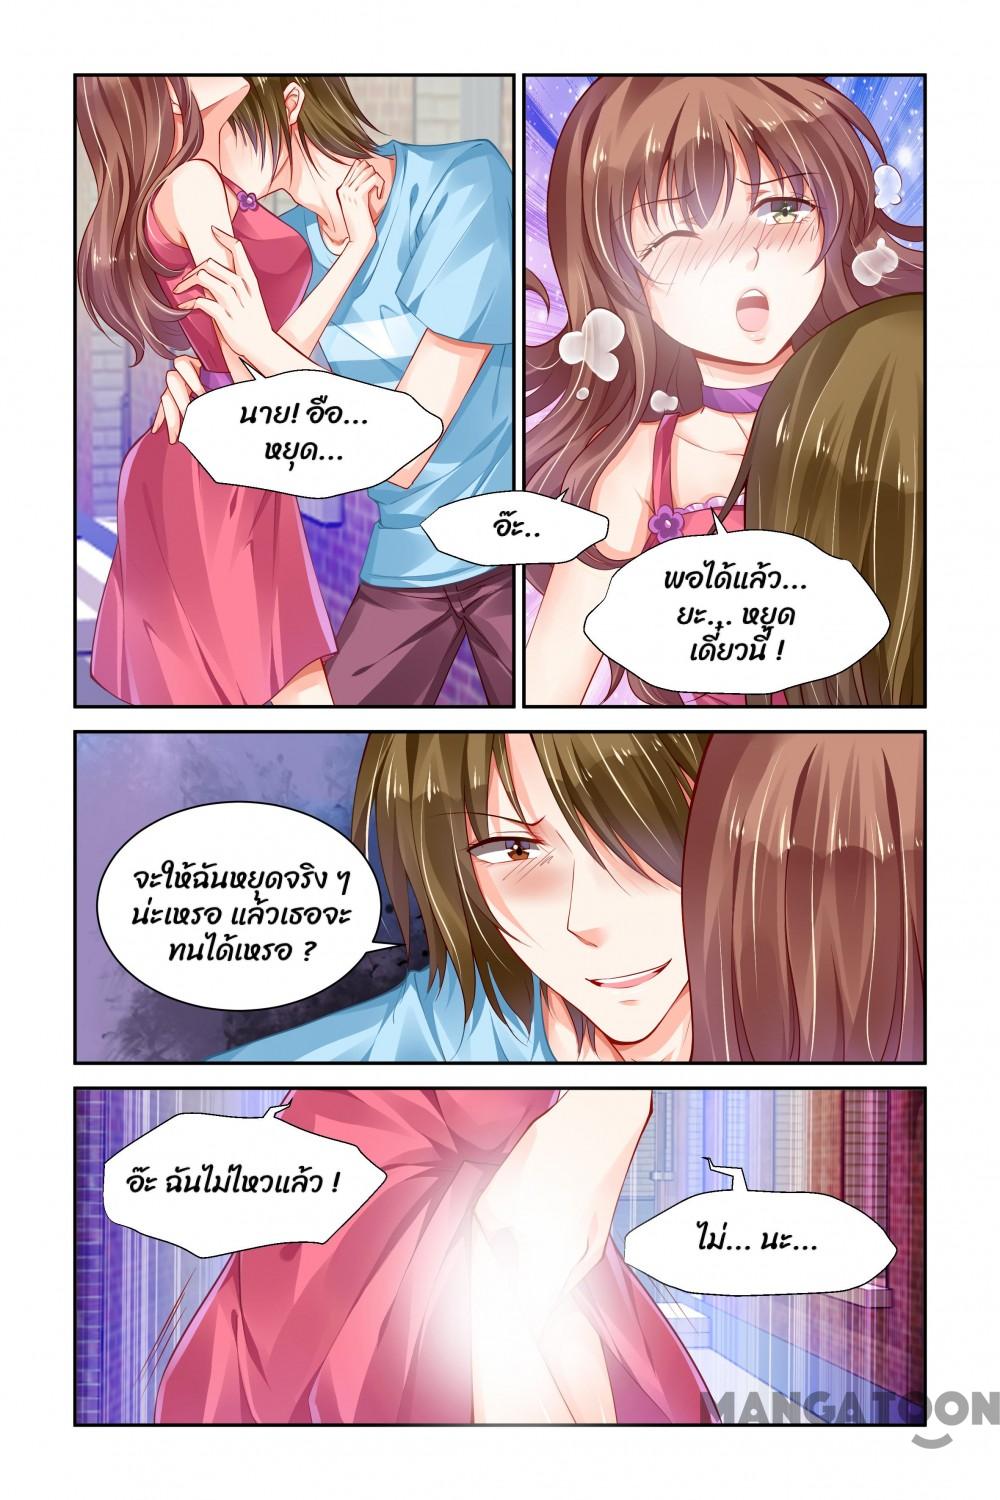 นาย! อือ...
หยุด...
อ๊ะ..
พอได้แล้ว...
ยะ... หยุด
เดี๋ยวนี้ !
จะให้ฉันหยุดจริง ๆ
น่ะเหรอ แล้วเธอจะ
ทนได้เหรอ ?
อ๊ะ ฉันไม่ไหวแล้ว !
ไม่... นะ...
MANGATOON